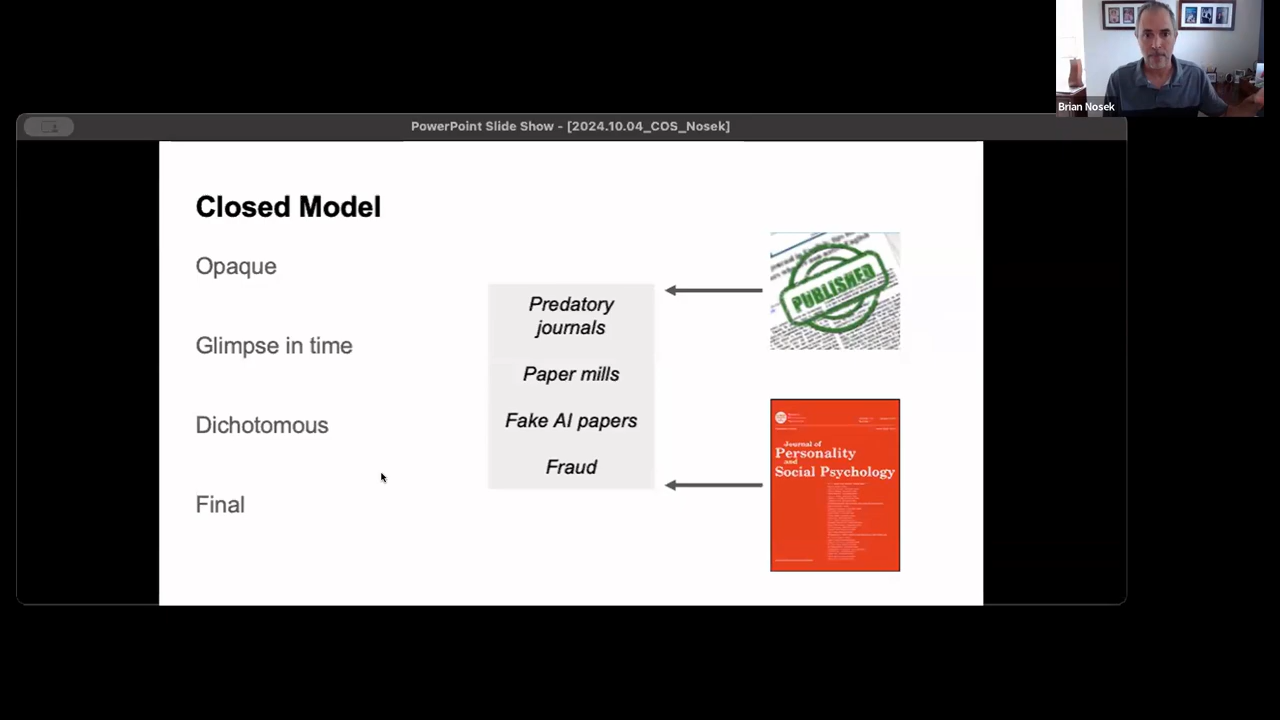 Brian Nosek
PowerPoint Slide Show - [2024.10.04_COS_Nosek]
Closed Model
Opaque
Glimpse in time
Dichotomous
Final
Predatory
journals
Paper mills
Fake AI papers
Fraud
PUBLISHED
Journal of
Personality
and
Social Psychology